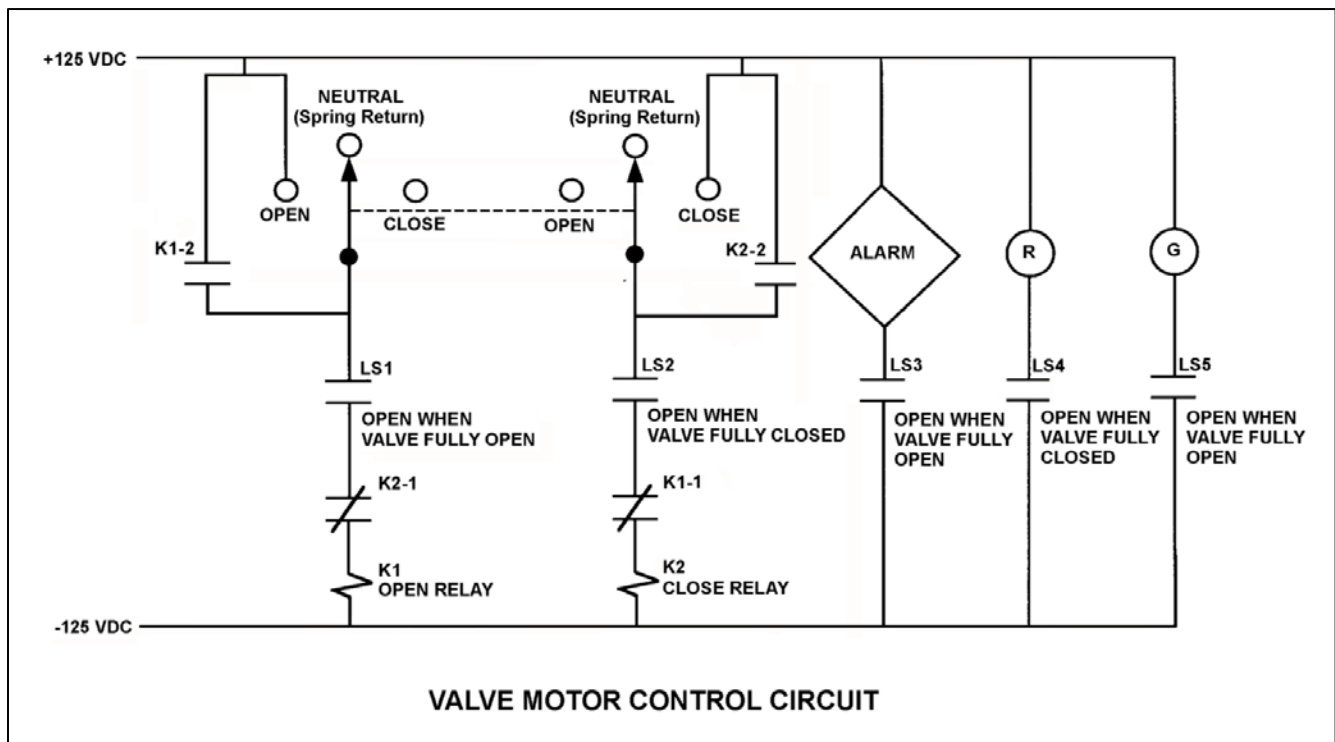 +125 VDC
NEUTRAL
(Spring Return)
NEUTRAL
(Spring Return)
OPEN
CLOSE
OPEN
CLOSE
K1-2
K2-2
ALARM
R
G
LS1
OPEN WHEN
VALVE FULLY OPEN
LS2
OPEN WHEN
VALVE FULLY CLOSED
LS3
OPEN WHEN
VALVE FULLY
OPEN
LS4
OPEN WHEN
VALVE FULLY
CLOSED
LS5
OPEN WHEN
VALVE FULLY
OPEN
K2-1
K1-1
K1
OPEN RELAY
K2
CLOSE RELAY
-125 VDC
VALVE MOTOR CONTROL CIRCUIT